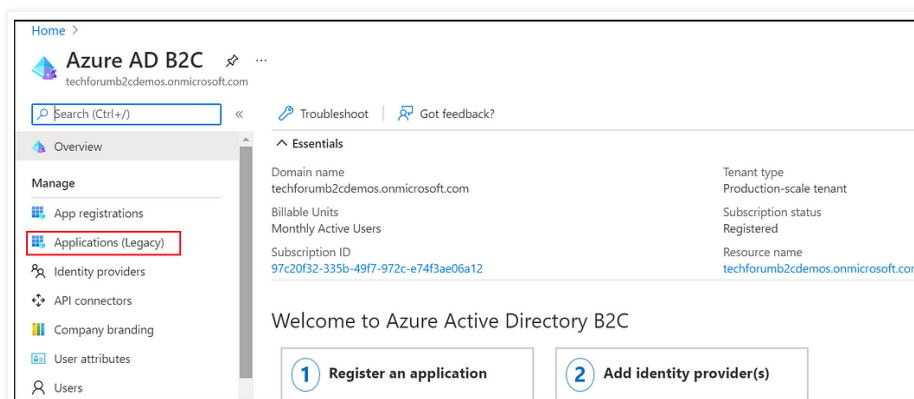 Home >
Azure AD B2C
techforumb2cdemos.onmicrosoft.com
Search (Ctrl+/)
Troubleshoot
Got feedback?
Overview
Essentials
Manage
Domain name
techforumb2cdemos.onmicrosoft.com
Tenant type
Production-scale tenant
App registrations
Billable Units
Monthly Active Users
Subscription status
Registered
Applications (Legacy)
Subscription ID
97c20f32-335b-49f7-972c-e74f3ae06a12
Resource name
techforumb2cdemos.onmicrosoft.cor
Identity providers
API connectors
Company branding
User attributes
Users
Welcome to Azure Active Directory B2C
1 Register an application
2 Add identity provider(s)